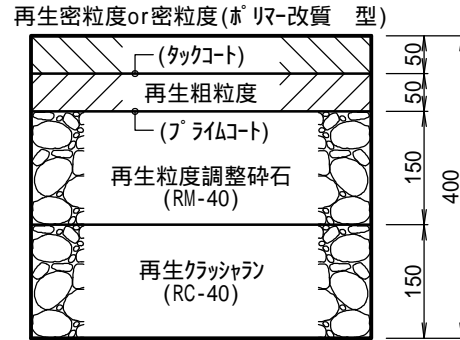 再生密粒度or密粒度(ﾎﾟﾘﾏｰ改質 型)
(ﾀｯｸｺｰﾄ)
再生粗粒度
(ﾌﾟﾗｲﾑｺｰﾄ)
再生粒度調整砕石
(RM-40)
再生ｸﾗｯｼｬﾗﾝ
(RC-40)
50
50
150
150
400